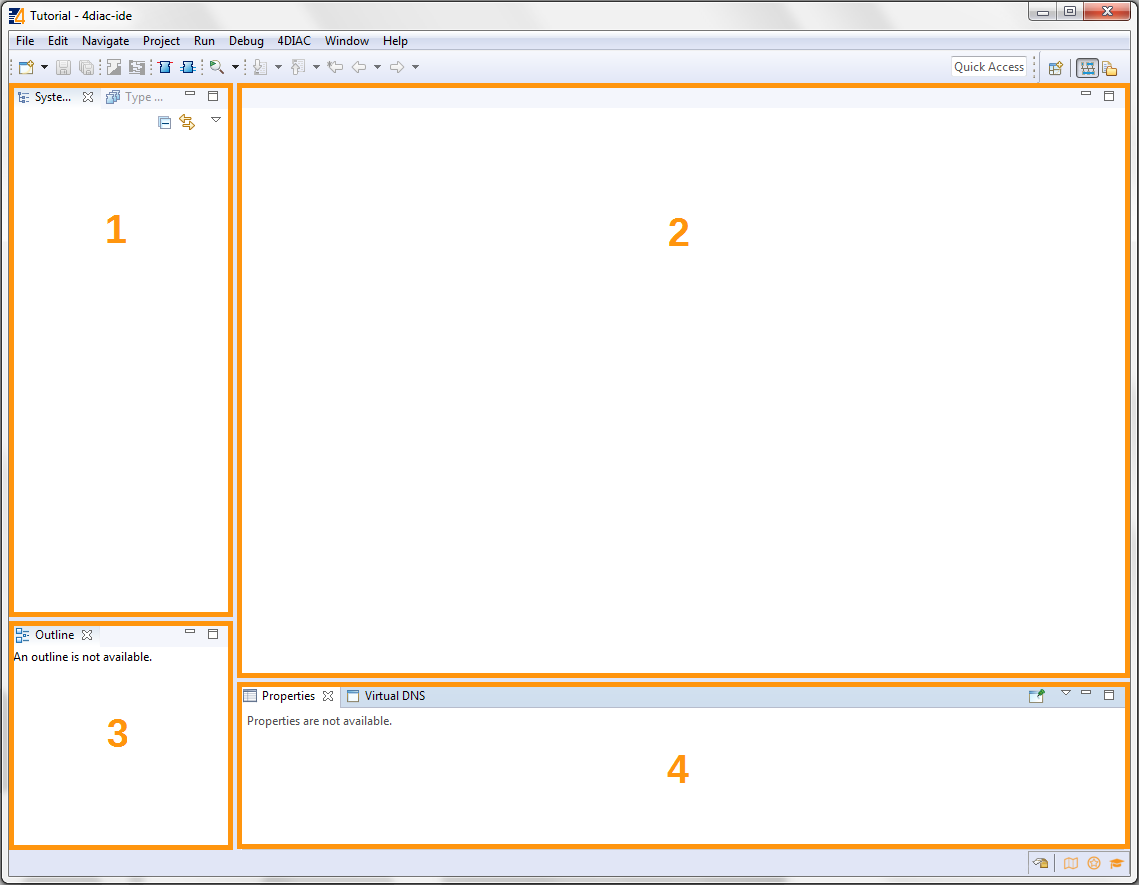 Tutorial - 4diac-ide
File Edit Navigate Project Run Debug 4DIAC Window Help
Quick Access
Syste... Type ...
1
2
Outline
An outline is not available.
3
Properties Virtual DNS
Properties are not available.
4